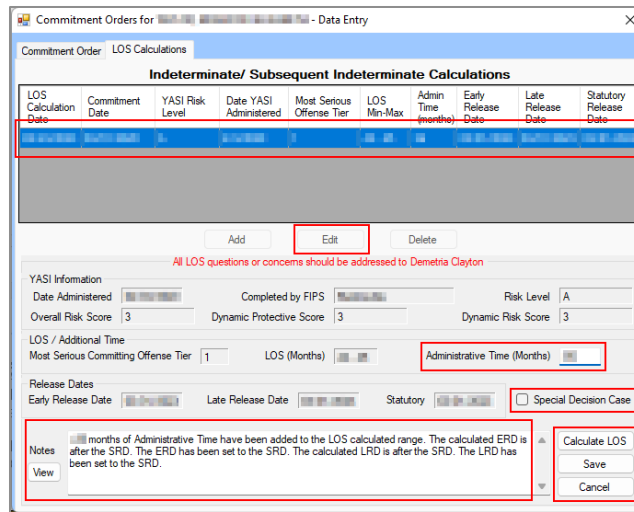 Commitment Orders for - Data Entry
Commitment Order LOS Calculations
Indeterminate/ Subsequent Indeterminate Calculations
LOS Calculation Date Commitment Date YASI Risk Level Date YASI Administered Most Serious Offense Tier LOS Min-Max Admin Time (months) Early Release Date Late Release Date Statutory Release Date
Add Edit Delete
All LOS questions or concerns should be addressed to Demetria Clayton
YASI Information
Date Administered Completed by FIPS Risk Level A
Overall Risk Score 3 Dynamic Protective Score 3 Dynamic Risk Score 3
LOS / Additional Time
Most Serious Committing Offense Tier 1 LOS (Months) Administrative Time (Months)
Release Dates
Early Release Date Late Release Date Statutory Special Decision Case
Notes
View
months of Administrative Time have been added to the LOS calculated range. The calculated ERD is
after the SRD. The ERD has been set to the SRD. The calculated LRD is after the SRD. The LRD has
been set to the SRD.
Calculate LOS
Save
Cancel